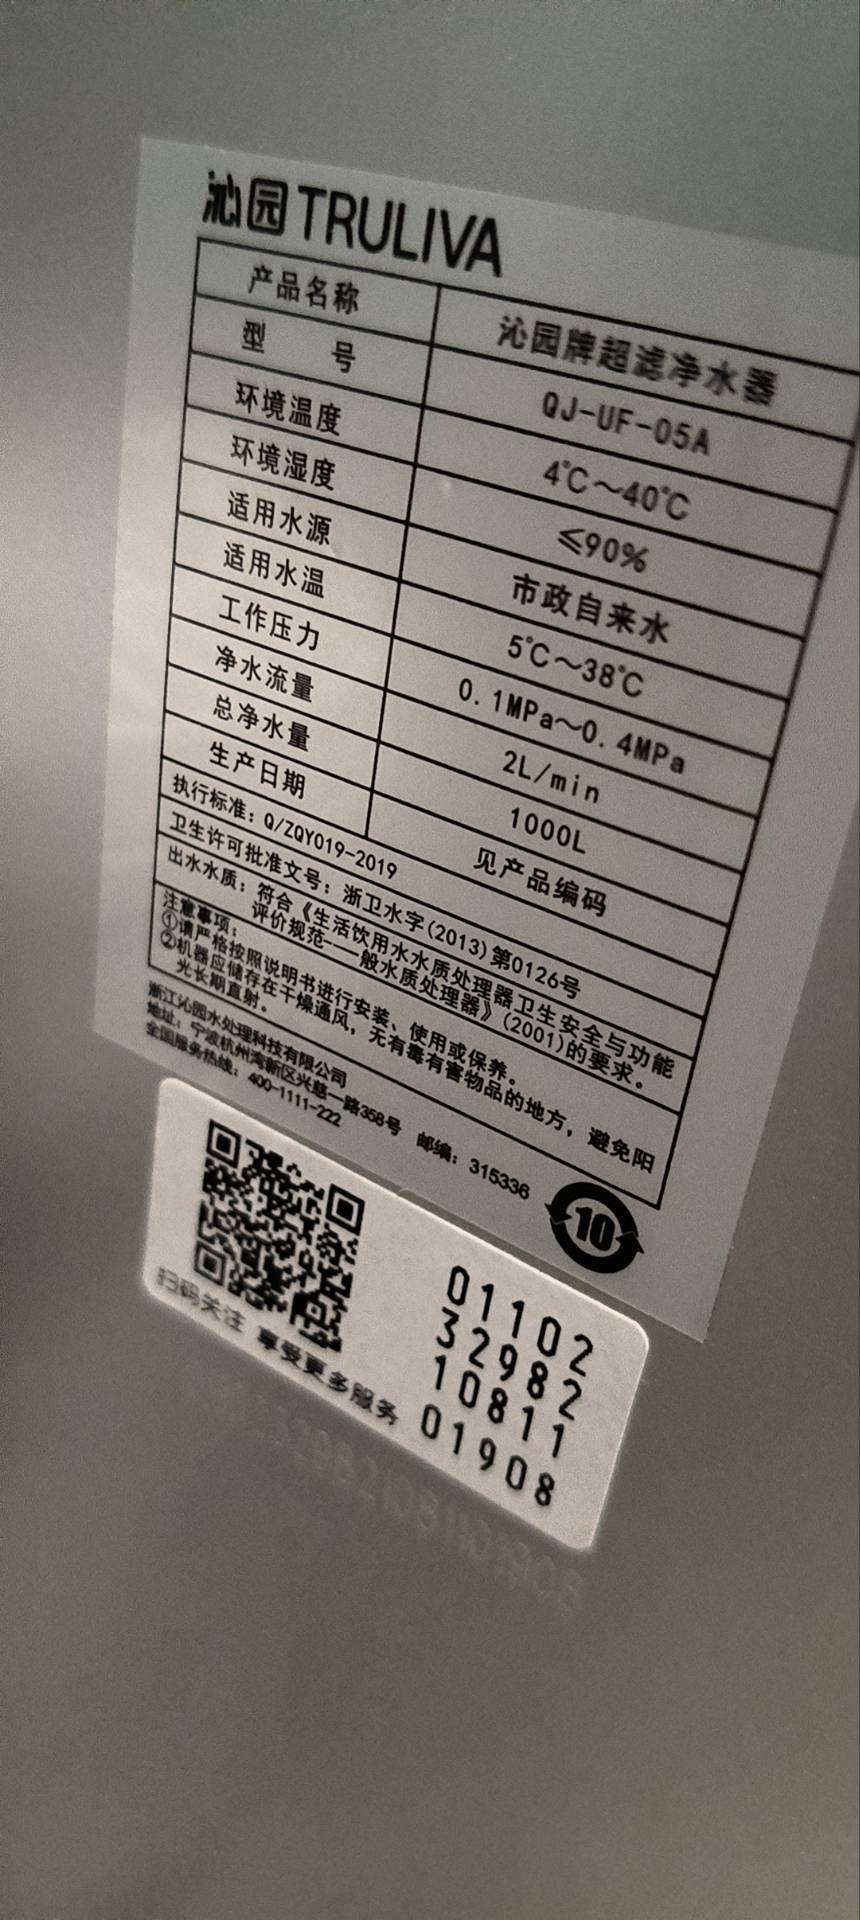 沁园 TRULIVA
产品名称 沁园牌超滤净水器
型号 QJ-UF-05A
环境温度 4℃～40℃
环境湿度 ≤90%
适用水源 市政自来水
适用水温 5℃～38℃
工作压力 0.1MPa～0.4MPa
净水流量 2L/min
总净水量 1000L
生产日期 见产品编码
执行标准：Q/ZQY019-2019
卫生许可批准文号：浙卫水字(2013)第0126号
出水水质：符合《生活饮用水水质处理器卫生安全与功能
评价规范-一般水质处理器》(2001)的要求。
注意事项：
①请严格按照说明书进行安装、使用或保养。
②机器应储存在干燥通风，无有毒有害物品的地方，避免阳
光长期直射。
浙江沁园水处理科技有限公司
地址：宁波杭州湾新区兴慈一路358号 邮编：315336
全国服务热线：400-1111-222
10
01102
32982
10811
01908
扫码关注 享受更多服务